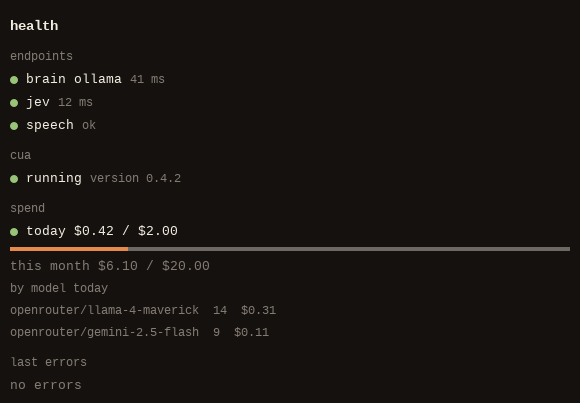 health
endpoints
brain ollama 41 ms
jev 12 ms
speech ok
cua
running version 0.4.2
spend
today $0.42 / $2.00
this month $6.10 / $20.00
by model today
openrouter/llama-4-maverick 14 $0.31
openrouter/gemini-2.5-flash 9 $0.11
last errors
no errors